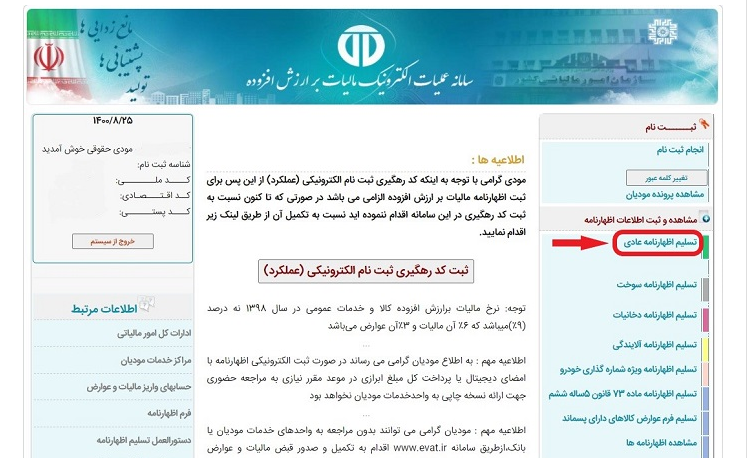 مانع زدایی ها
پشتیبانی ها
تولید
سامانه عملیات الکترونیک مالیات بر ارزش افزوده
سازمان امور مالیاتی کشور
ثبـــــت نام
انجام ثبت نام
تغییر کلمه عبور
مشاهده پرونده مودیان
مشاهده و ثبت اطلاعات اظهارنامه
تسلیم اظهارنامه عادی
تسلیم اظهارنامه سوخت
تسلیم اظهارنامه دخانیات
تسلیم اظهارنامه آلایندگی
تسلیم اظهارنامه ویژه شماره گذاری خودرو
تسلیم اظهارنامه ماده ۷۳ قانون ۵ساله ششم
تسلیم فرم عوارض کالاهای دارای پسماند
مشاهده اظهارنامه ها
اطلاعیه ها :
مودی گرامی با توجه به اینکه کد رهگیری ثبت نام الکترونیکی (عملکرد) از این پس برای
ثبت اظهارنامه مالیات بر ارزش افزوده الزامی می باشد در صورتی که تا کنون نسبت به
ثبت کد رهگیری در این سامانه اقدام ننموده اید نسبت به تکمیل آن از طریق لینک زیر
اقدام نمایید.
ثبت کد رهگیری ثبت نام الکترونیکی (عملکرد)
توجه: نرخ مالیات برارزش افزوده کالا و خدمات عمومی در سال ۱۳۹۸ نه درصد
(۹٪)میباشد که ۶٪ آن مالیات و ۳٪آن عوارض می‌باشد
...
اطلاعیه مهم : به اطلاع مودیان گرامی می رساند در صورت ثبت الکترونیکی اظهارنامه با
امضای دیجیتال یا پرداخت کل مبلغ ابرازی در موعد مقرر نیازی به مراجعه حضوری
جهت ارائه نسخه چاپی به واحدخدمات مودیان نخواهد بود
...
اطلاعیه مهم : مودیان گرامی می توانند بدون مراجعه به واحدهای خدمات مودیان یا
بانک،ازطریق سامانه www.evat.ir اقدام به تکمیل و صدور قبض مالیات و عوارض
۱۴۰۰/۸/۲۵
مودی حقوقی خوش آمدید
شناسه ثبت نام:
کـــد ملـــــــی:
کـد اقـتـــصادی:
کـــد پستـــــی:
خروج از سیستم
اطلاعات مرتبط
ادارات کل امور مالیاتی
مراکز خدمات مودیان
حسابهای واریز مالیات و عوارض
فرم اظهارنامه
دستورالعمل تسلیم اظهارنامه